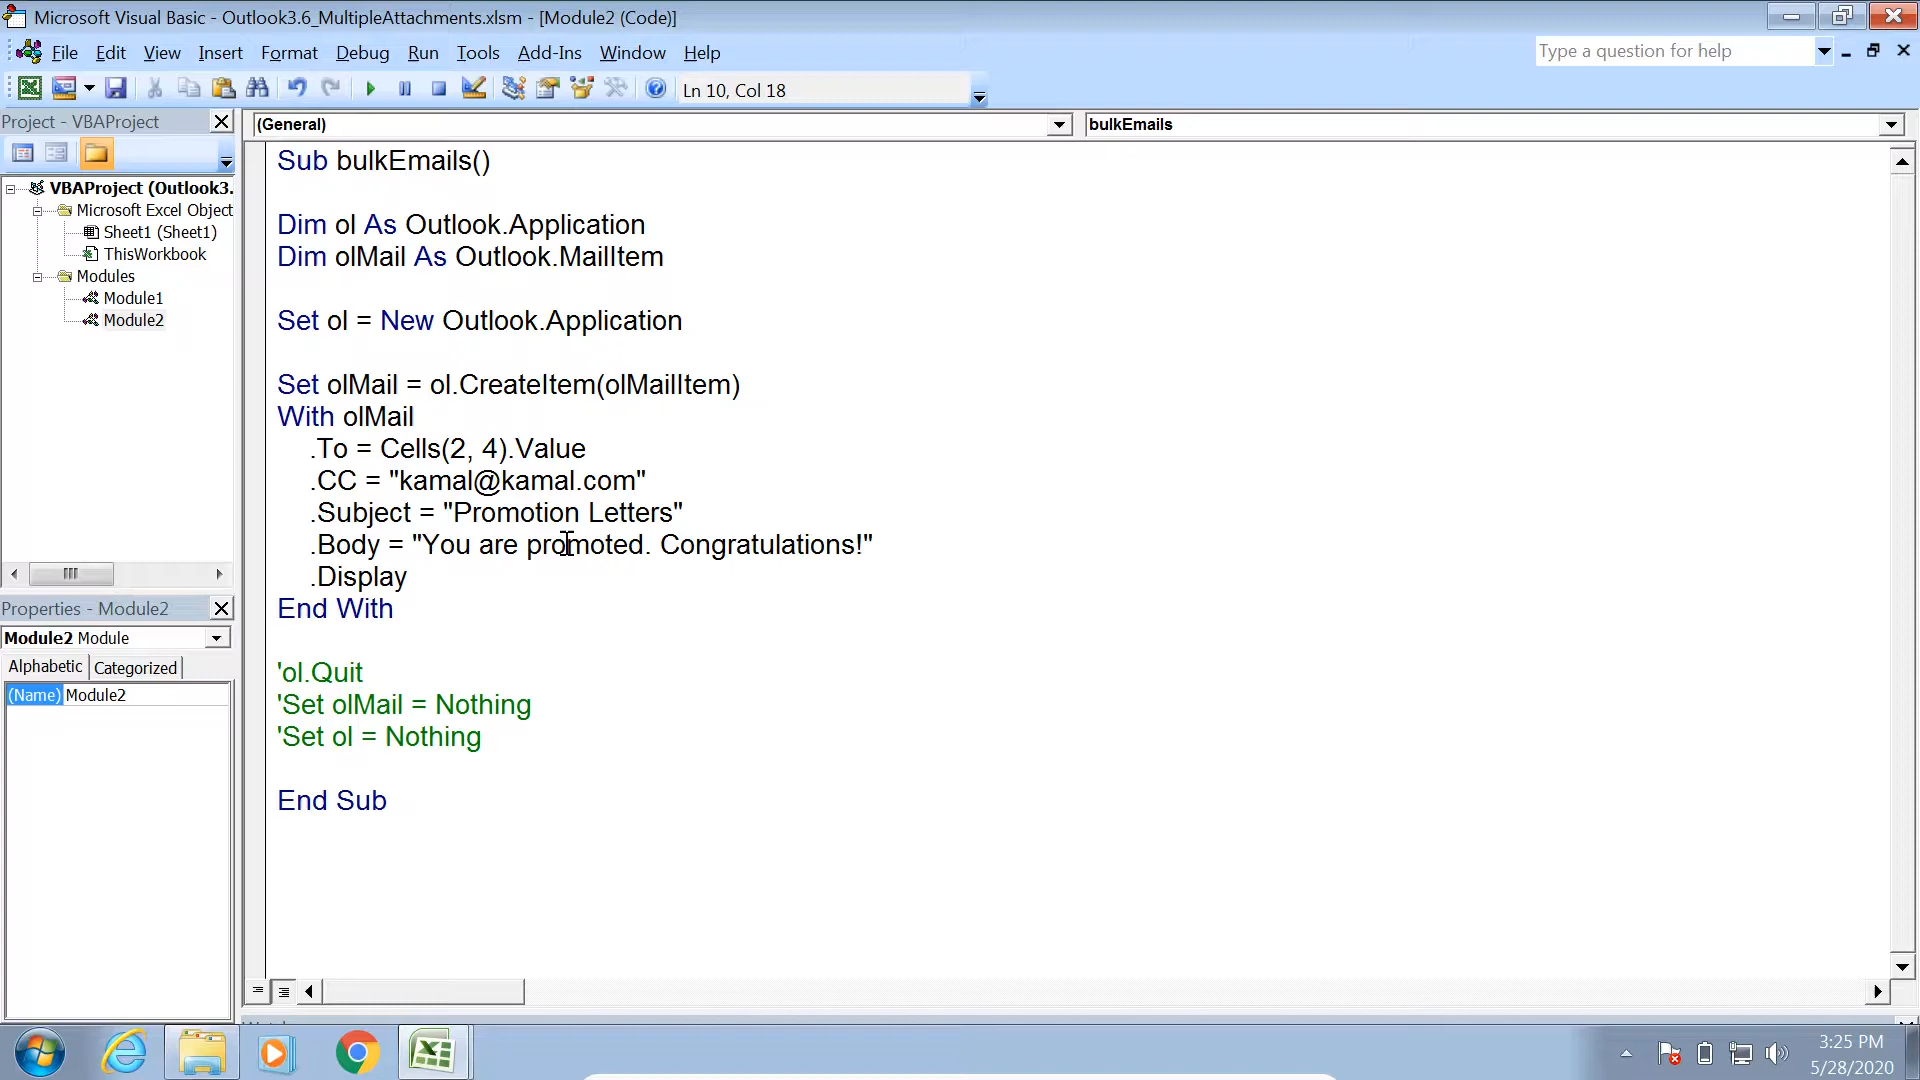 Microsoft Visual Basic - Outlook3.6_MultipleAttachments.xlsm - [Module2 (Code)]
File Edit View Insert Format Debug Run Tools Add-Ins Window Help
Type a question for help
Ln 10, Col 18
Project - VBAProject
(General)
bulkEmails
VBAProject (Outlook3.
Microsoft Excel Object
Sheet1 (Sheet1)
ThisWorkbook
Modules
Module1
Module2
Sub bulkEmails()
Dim ol As Outlook.Application
Dim olMail As Outlook.MailItem
Set ol = New Outlook.Application
Set olMail = ol.CreateItem(olMailItem)
With olMail
.To = Cells(2, 4).Value
.CC = "kamal@kamal.com"
.Subject = "Promotion Letters"
.Body = "You are promoted. Congratulations!"
.Display
End With
'ol.Quit
'Set olMail = Nothing
'Set ol = Nothing
End Sub
Properties - Module2
Module2 Module
Alphabetic Categorized
(Name) Module2
3:25 PM
5/28/2020